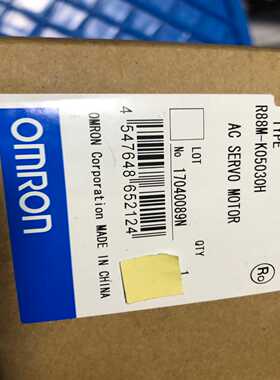 TYPE
R88M-K05030H
AC SERVO MOTOR
LOT
No 17040089N
QTY
1
4 547648 652124
OMRON Corporation MADE IN CHINA
OMRON